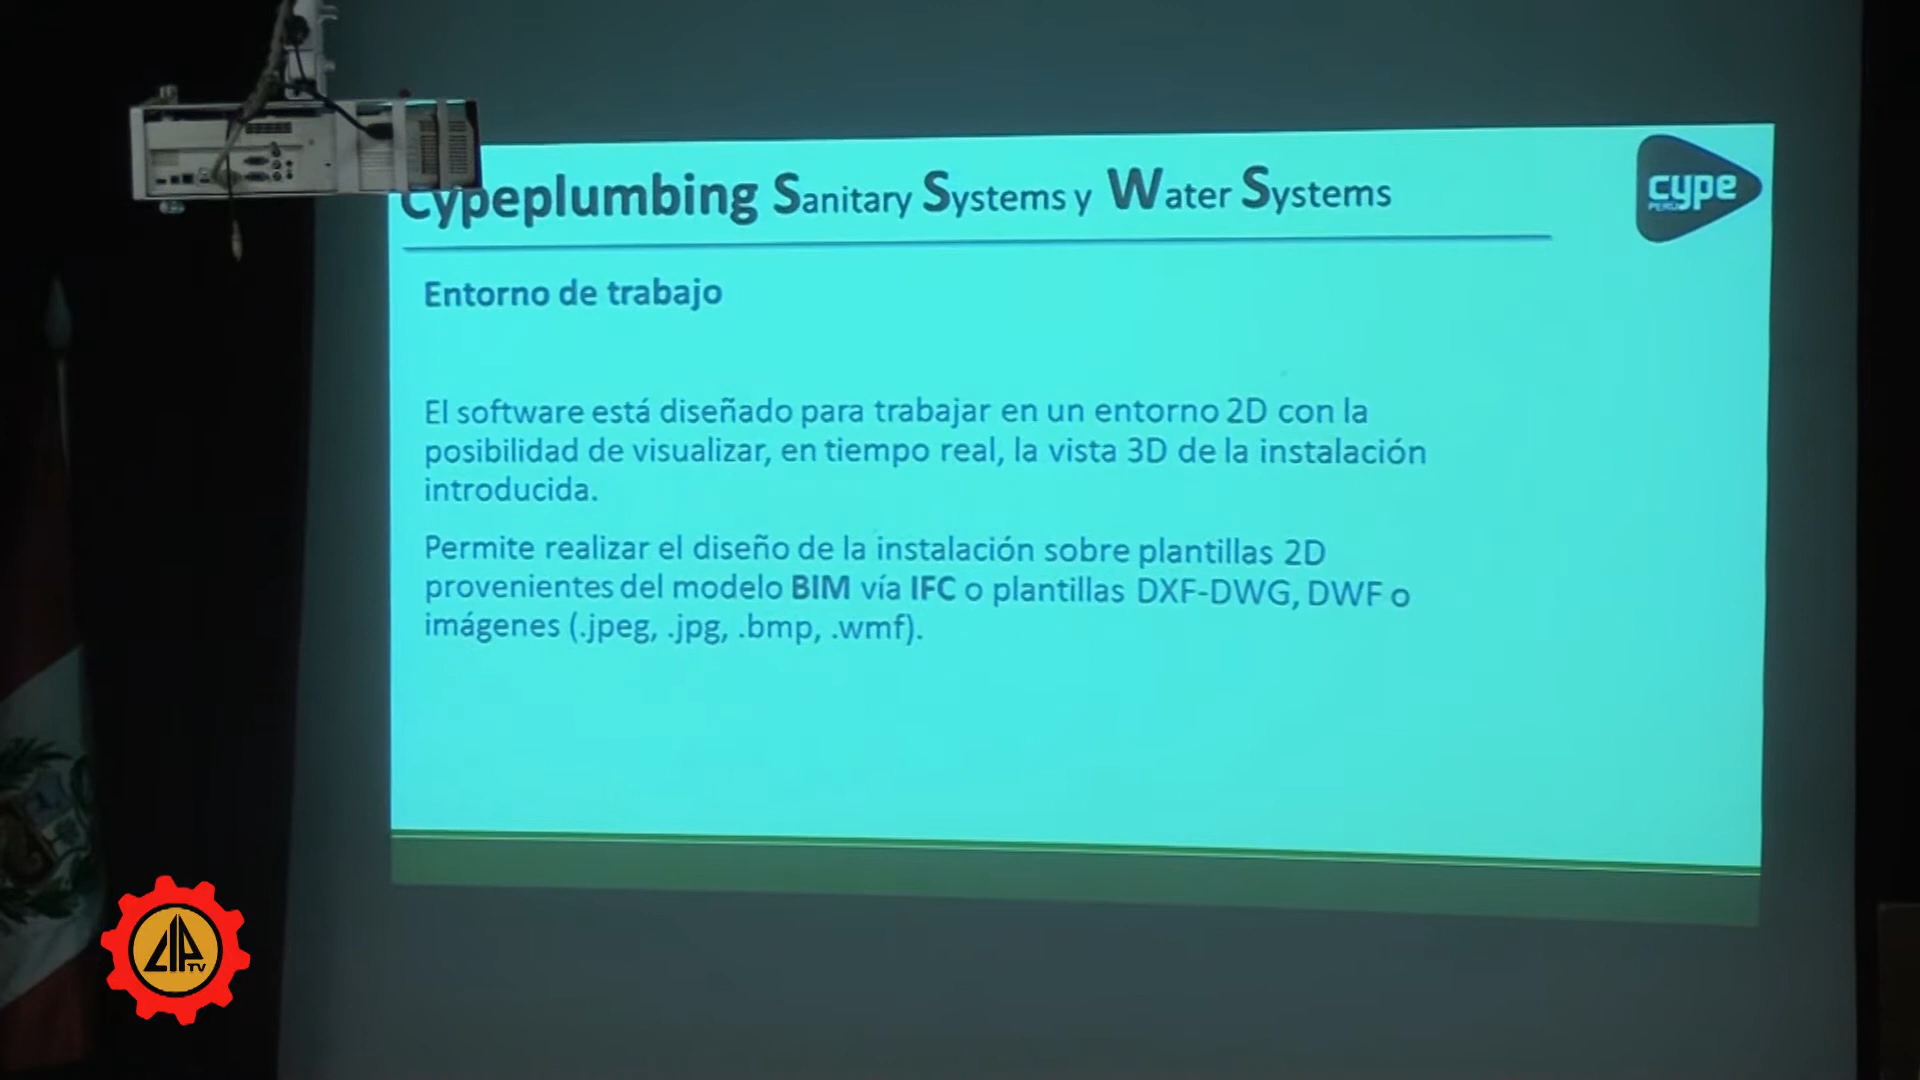 Cypeplumbing Sanitary Systems y Water Systems
cype
PERU
Entorno de trabajo
El software está diseñado para trabajar en un entorno 2D con la
posibilidad de visualizar, en tiempo real, la vista 3D de la instalación
introducida.
Permite realizar el diseño de la instalación sobre plantillas 2D
provenientes del modelo BIM vía IFC o plantillas DXF-DWG, DWF o
imágenes (.jpeg, .jpg, .bmp, .wmf).
CIP
TV